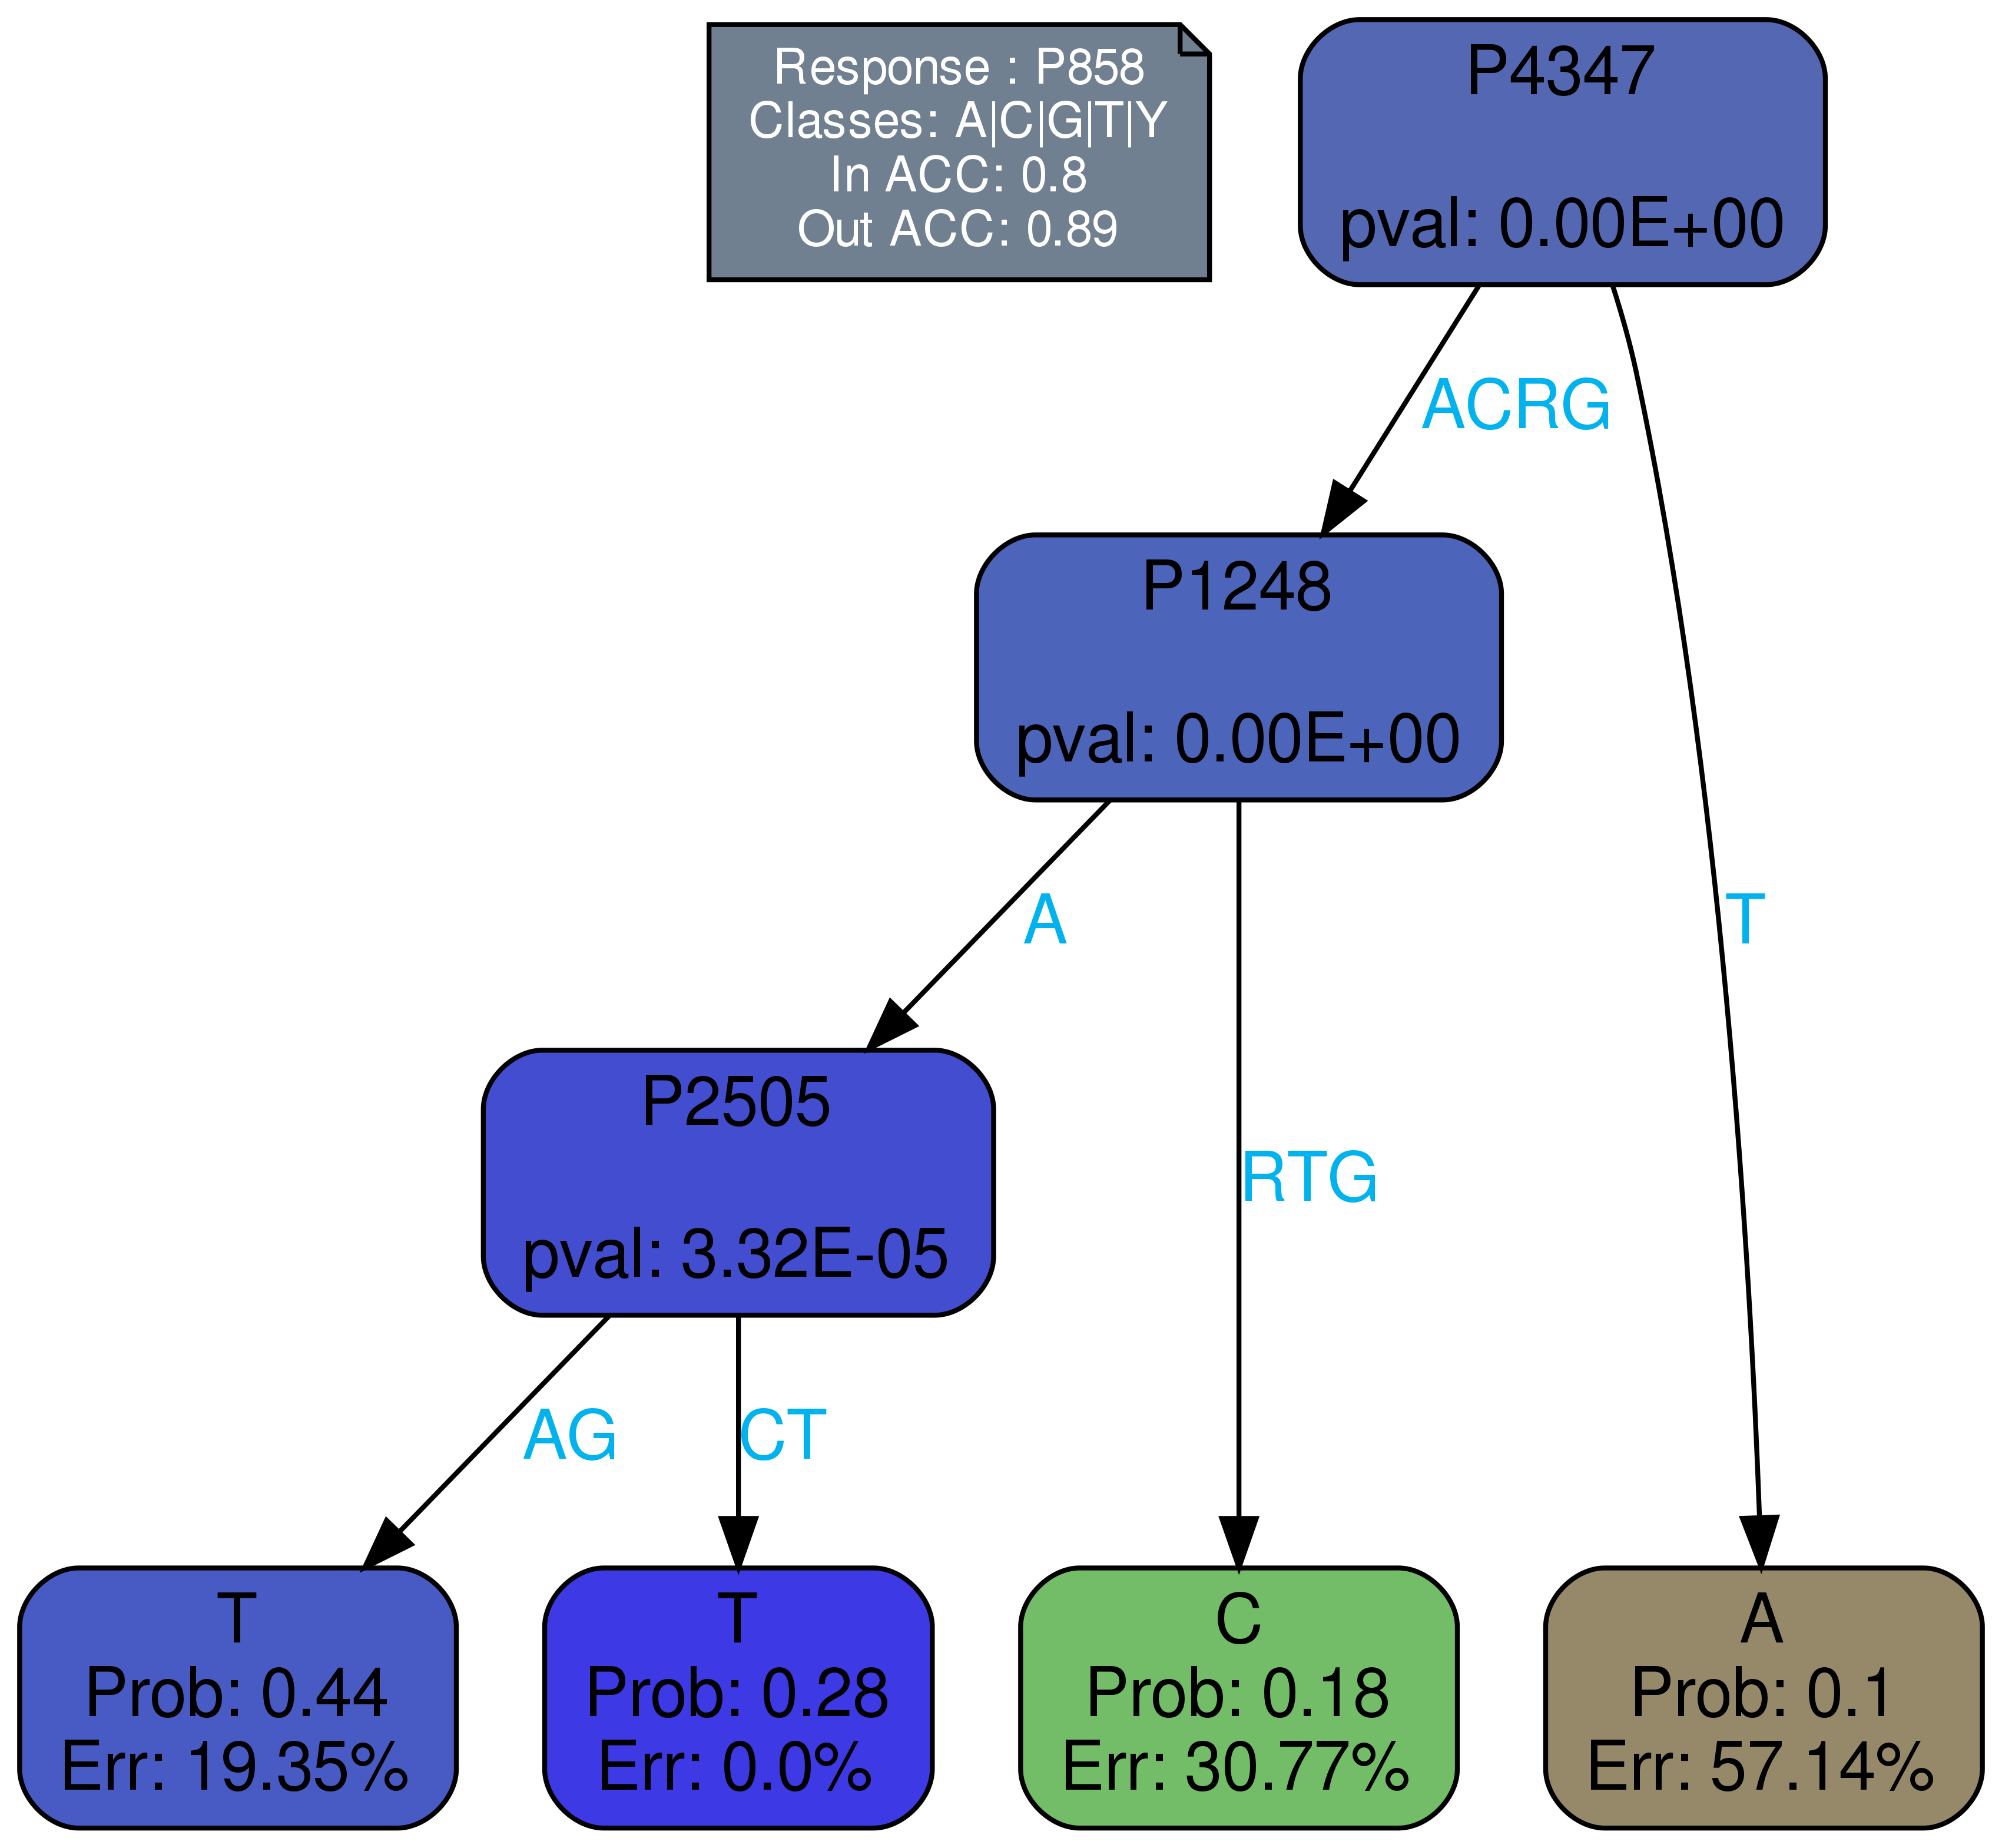 Response : P858
Classes: A|C|G|T|Y
In ACC: 0.8
Out ACC: 0.89
P4347
pval: 0.00E+00
ACRG
P1248
pval: 0.00E+00
A
T
P2505
pval: 3.32E-05
RTG
AG
CT
T
Prob: 0.44
Err: 19.35%
T
Prob: 0.28
Err: 0.0%
C
Prob: 0.18
Err: 30.77%
A
Prob: 0.1
Err: 57.14%